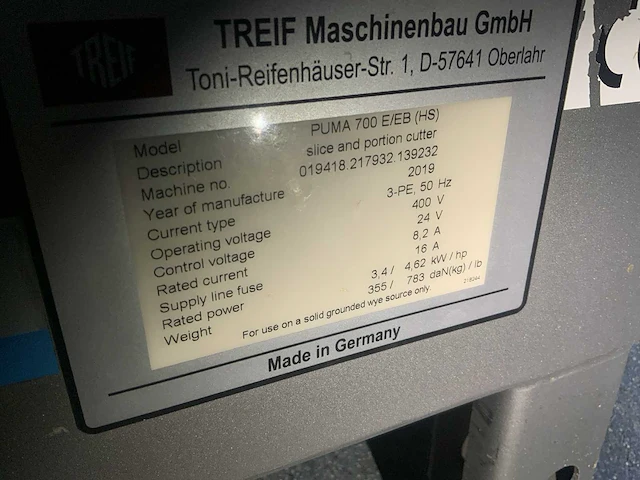 TREIF
TREIF Maschinenbau GmbH
Toni-Reifenhäuser-Str. 1, D-57641 Oberlahr
Model PUMA 700 E/EB (HS)
Description slice and portion cutter
Machine no. 019418.217932.139232
Year of manufacture 2019
Current type 3-PE, 50 Hz
Operating voltage 400 V
Control voltage 24 V
Rated current 8,2 A
Supply line fuse 16 A
Rated power 3,4 / 4,62 kW / hp
Weight 355 / 783 daN(kg) / lb
For use on a solid grounded wye source only.
Made in Germany